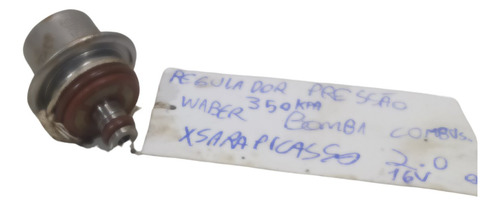 REGULADOR PRESSÃO
WABER 350KPA
BOMBA COMBUS.
XSARA PICASSO 2.0
16V